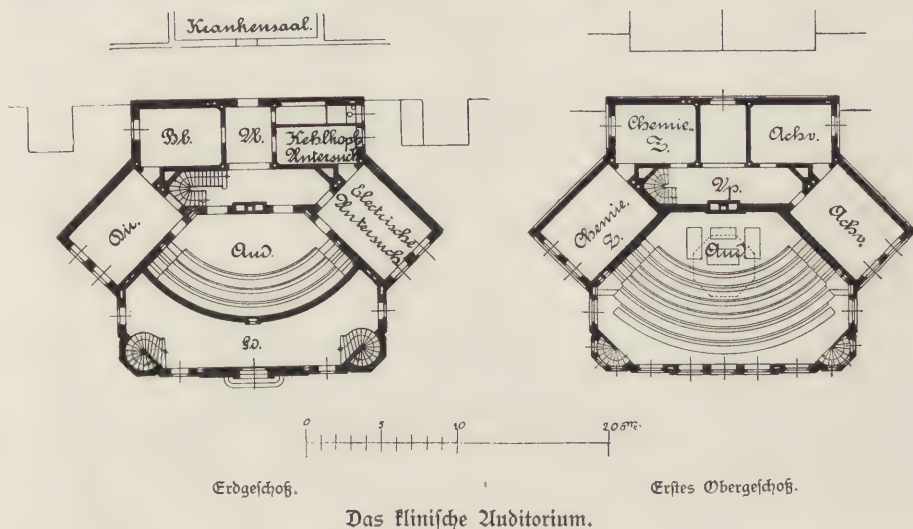 Krankensaal.
Bb.
V.
Kehlkopf
Untersuch.
Dir.
Electrische
Untersuch.
Aud.
Gd.
Chemie.
Z.
Achv.
Vp.
Chemie.
Z.
Achv.
Aud
0 5 10 20
Erdgeschoß.
Erstes Obergeschoß.
Das klinische Auditorium.